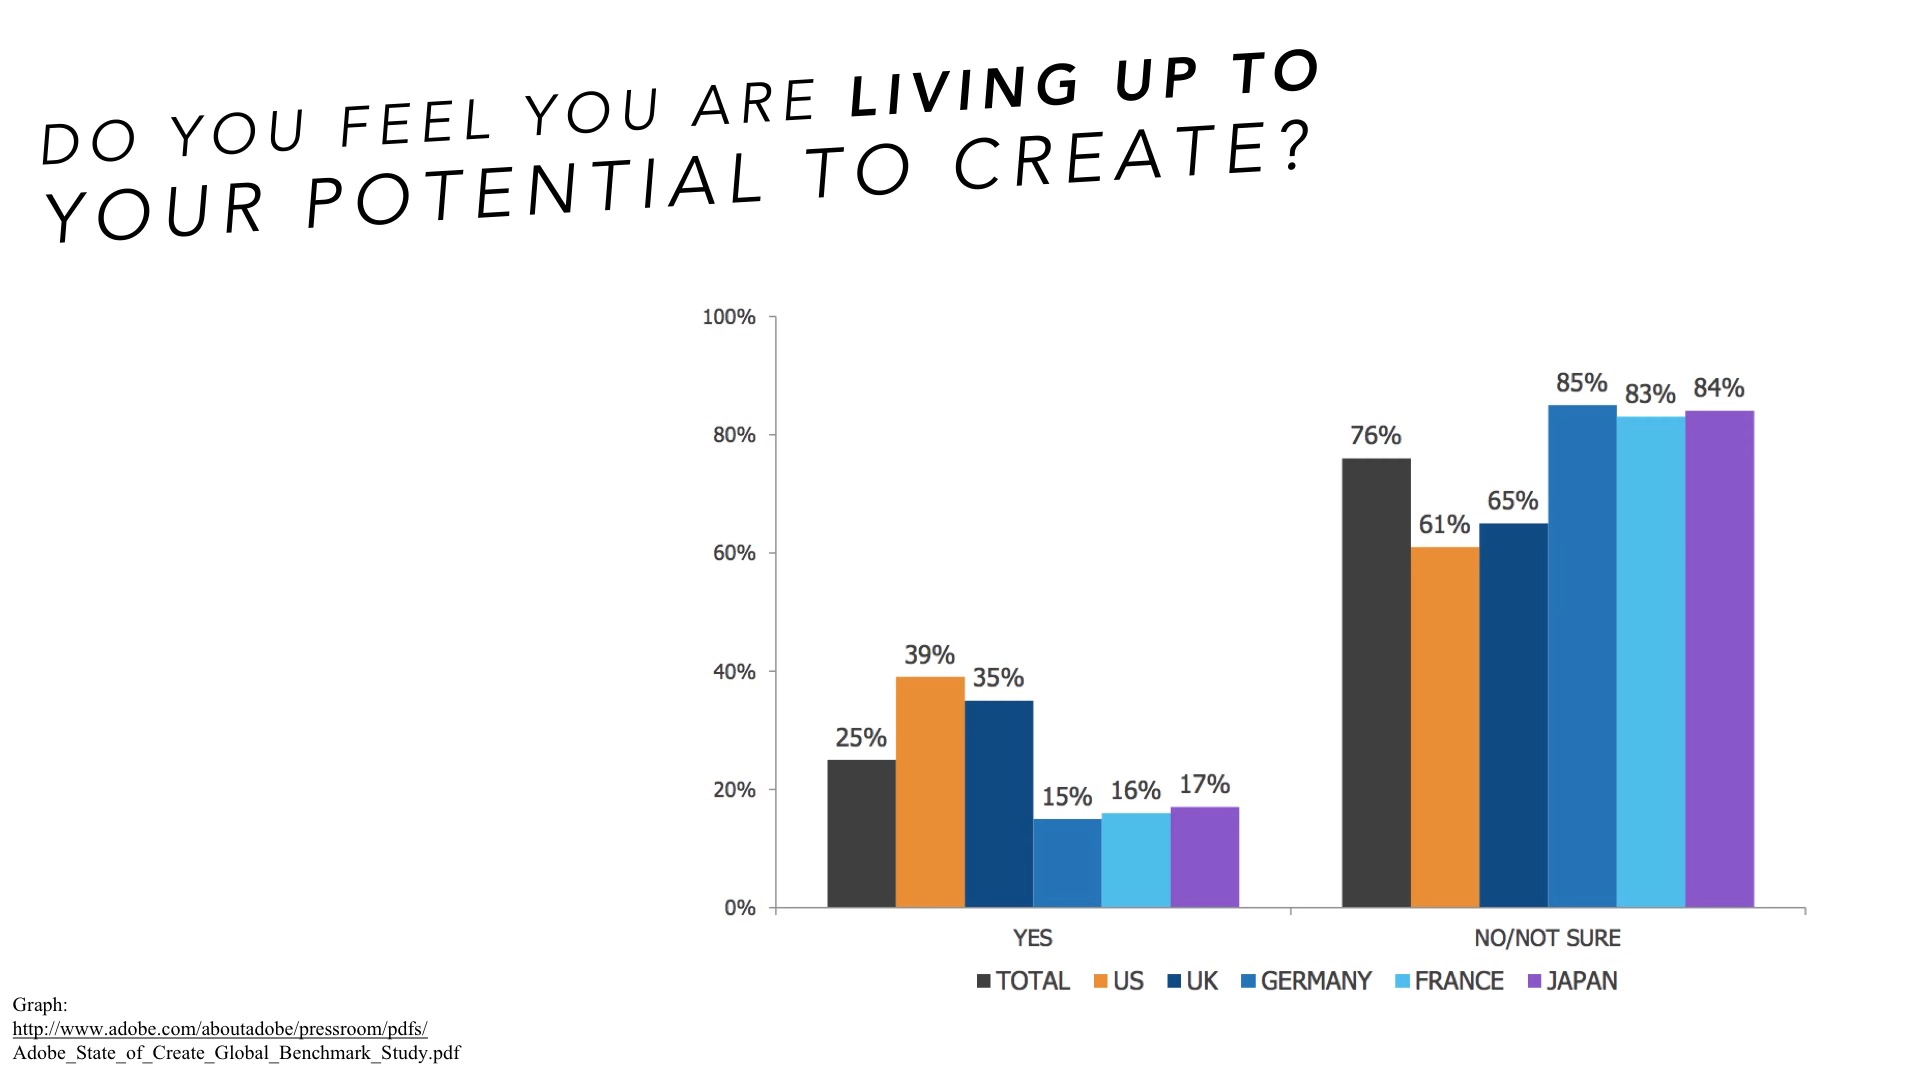 DO YOU FEEL YOU ARE LIVING UP TO
YOUR POTENTIAL TO CREATE?
100%
80%
60%
40%
20%
0%
25%
39%
35%
15%
16%
17%
76%
61%
65%
85%
83%
84%
YES
NO/NOT SURE
TOTAL US UK GERMANY FRANCE JAPAN
Graph:
http://www.adobe.com/aboutadobe/pressroom/pdfs/
Adobe_State_of_Create_Global_Benchmark_Study.pdf